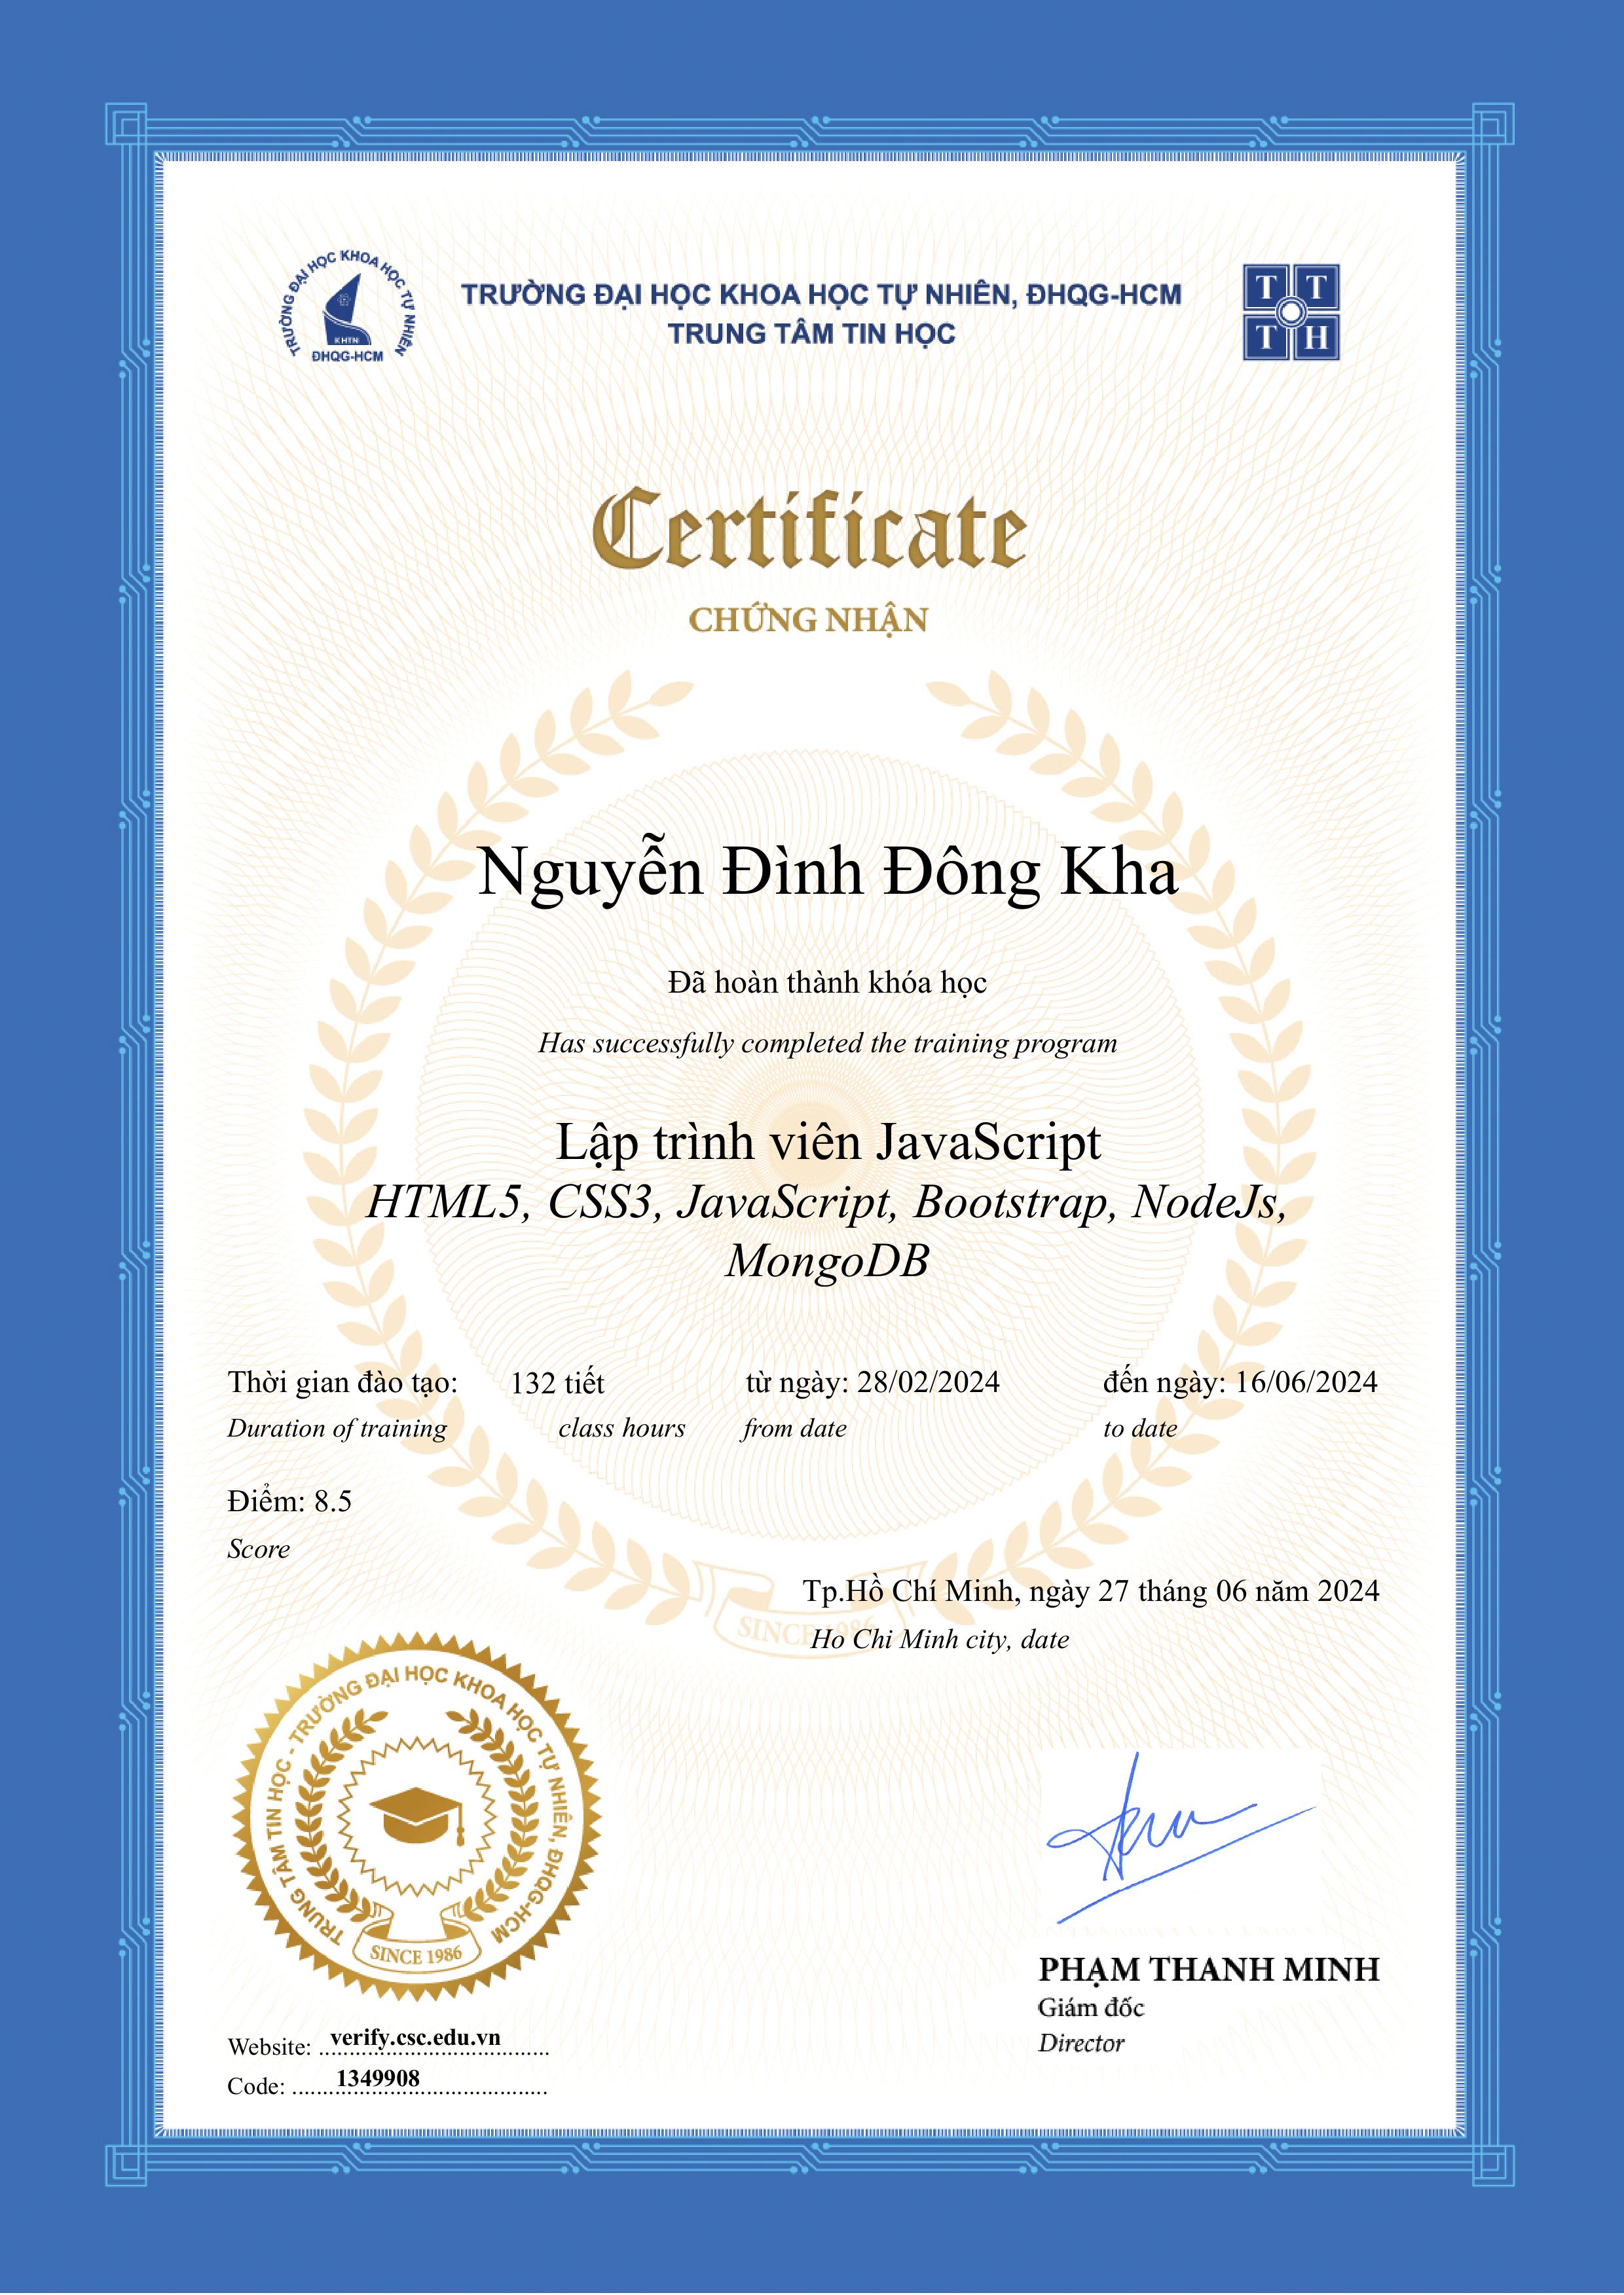 TRƯỜNG ĐẠI HỌC KHOA HỌC TỰ NHIÊN
KHTN
ĐHQG-HCM
TRƯỜNG ĐẠI HỌC KHOA HỌC TỰ NHIÊN, ĐHQG-HCM
TRUNG TÂM TIN HỌC
T T
T H
Certificate
CHỨNG NHẬN
Nguyễn Đình Đông Kha
Đã hoàn thành khóa học
Has successfully completed the training program
Lập trình viên JavaScript
HTML5, CSS3, JavaScript, Bootstrap, NodeJs,
MongoDB
Thời gian đào tạo: 132 tiết từ ngày: 28/02/2024 đến ngày: 16/06/2024
Duration of training class hours from date to date
Điểm: 8.5
Score
Tp.Hồ Chí Minh, ngày 27 tháng 06 năm 2024
SINCE 1986
Ho Chi Minh city, date
TRUNG TÂM TIN HỌC - TRƯỜNG ĐẠI HỌC KHOA HỌC TỰ NHIÊN, ĐHQG-HCM
SINCE 1986
PHẠM THANH MINH
Giám đốc
Director
Website: verify.csc.edu.vn
Code: 1349908